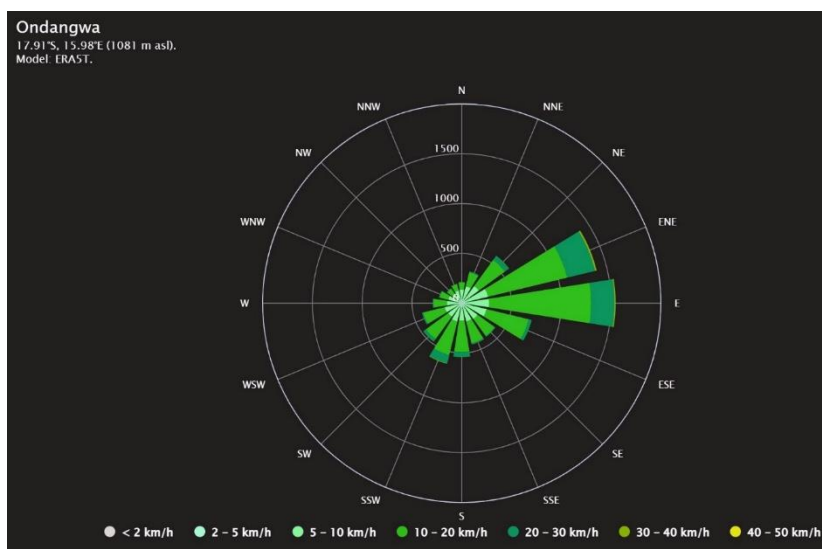 Ondangwa
17.91°S, 15.98°E (1081 m asl).
Model: ERA5T.
N
NNW
NNE
NW
NE
1500
1000
WNW
ENE
500
W
E
WSW
ESE
SW
SE
SSW
SSE
S
< 2 km/h 2 – 5 km/h 5 – 10 km/h 10 – 20 km/h 20 – 30 km/h 30 – 40 km/h 40 – 50 km/h